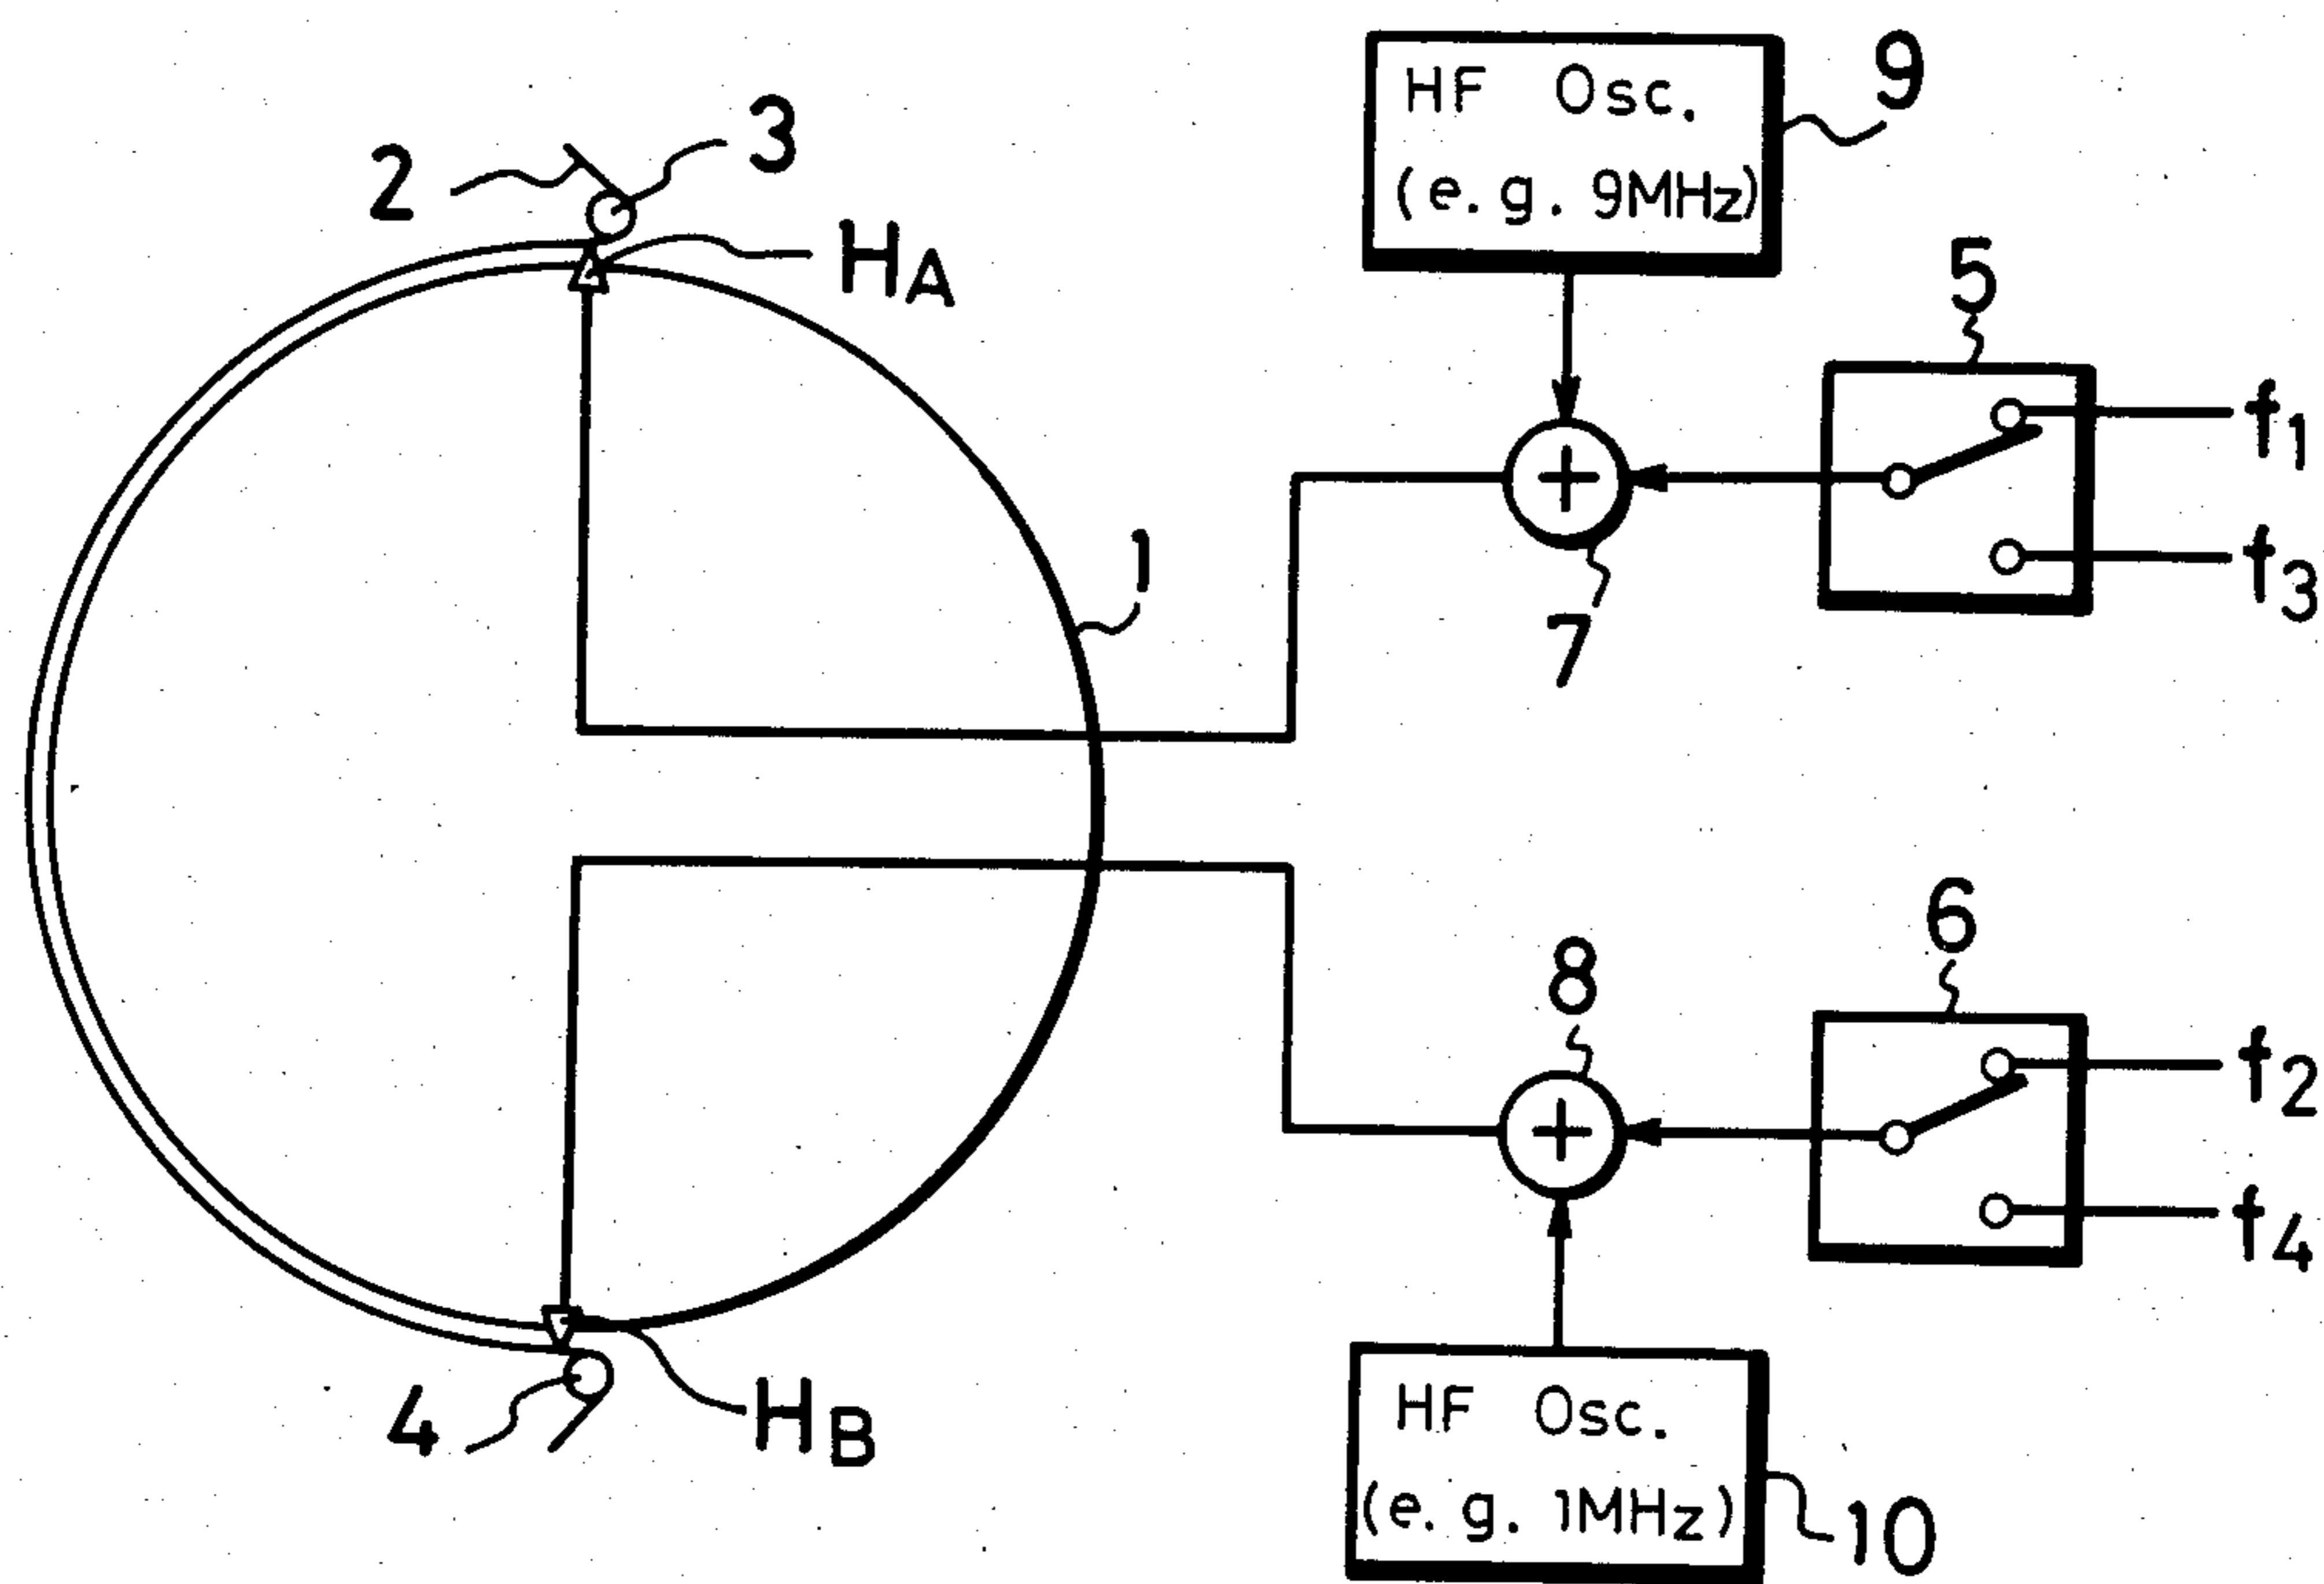 HF Osc.
(e.g. 9MHz)
9
2
3
HA
5
f1
f3
7
1
6
8
f2
f4
4
HB
HF Osc.
(e.g. 1MHz)
10